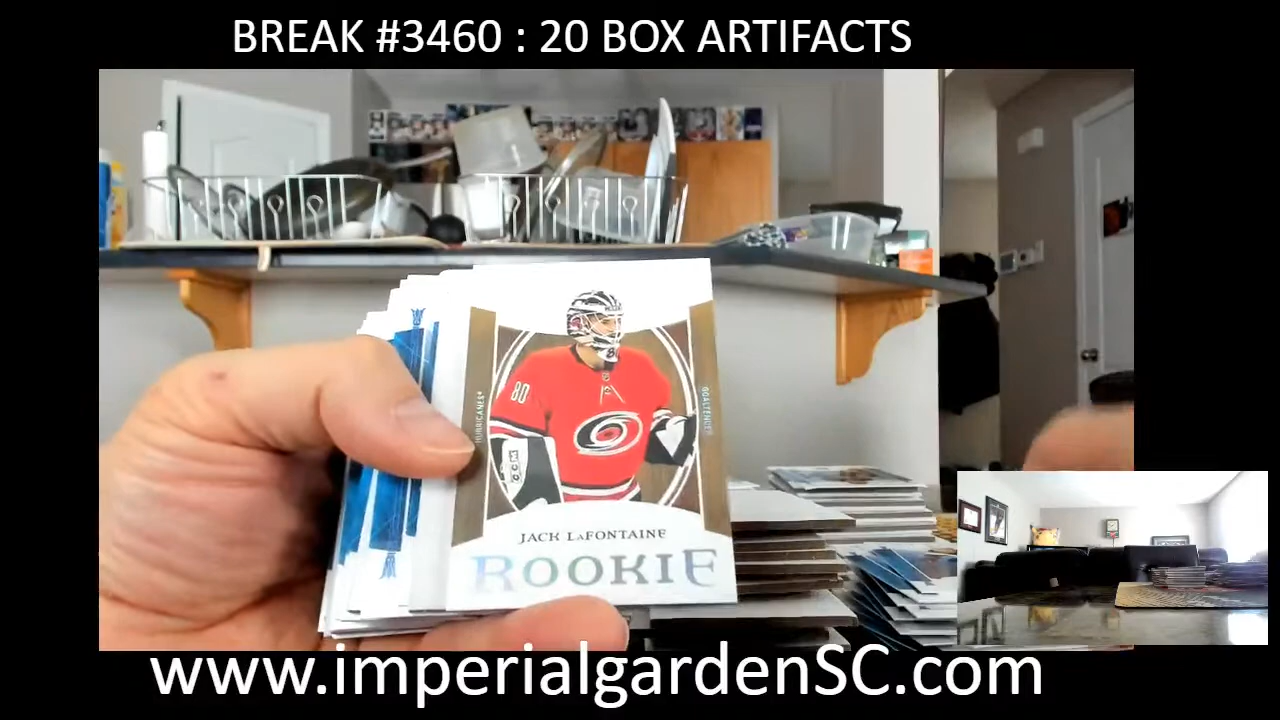 BREAK #3460 : 20 BOX ARTIFACTS
80
HURRICANES
GOALTENDER
JACK LaFONTAINE
ROOKIE
www.imperialgardenSC.com